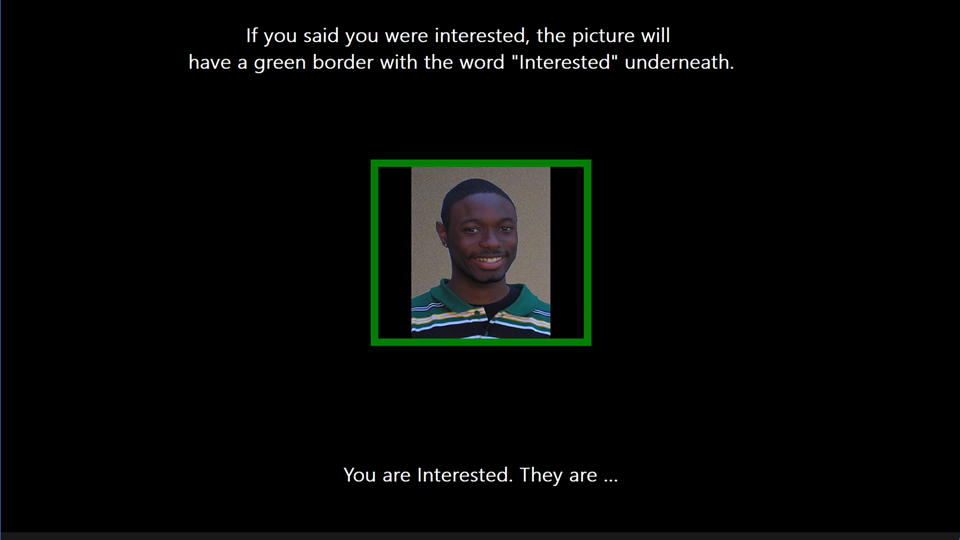 If you said you were interested, the picture will
have a green border with the word "Interested" underneath.
You are Interested. They are ...